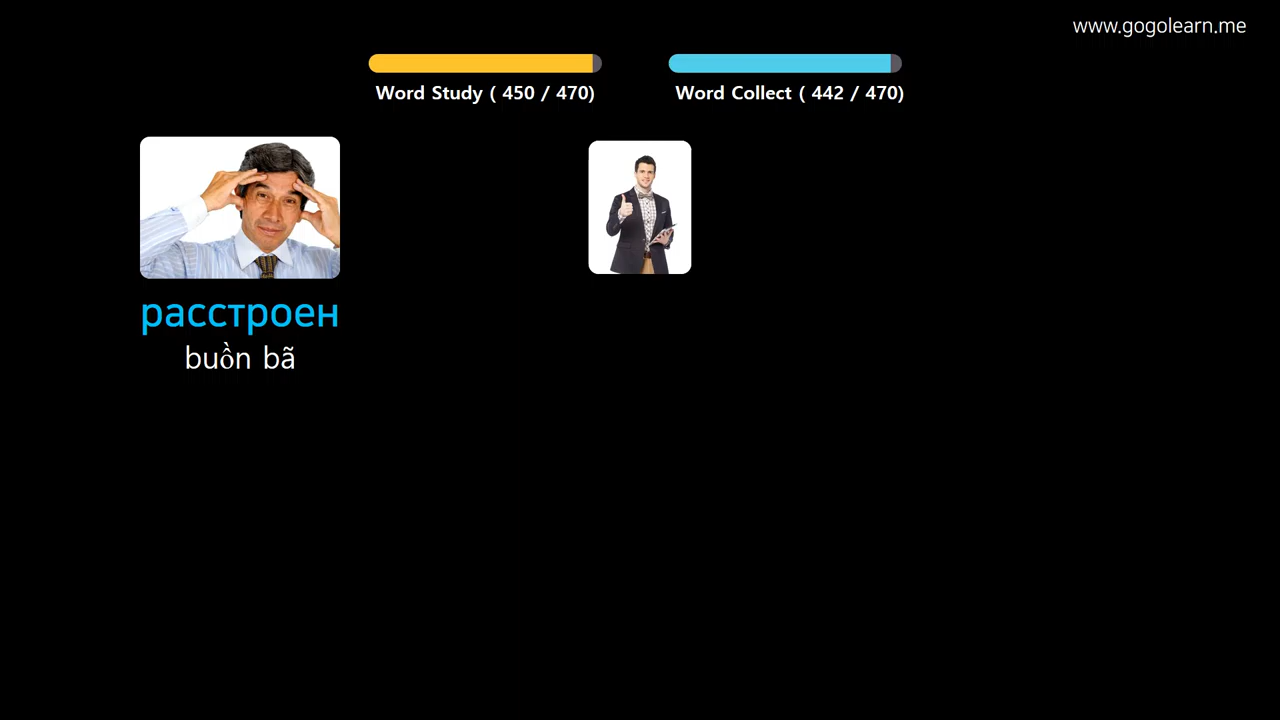 www.gogolearn.me
Word Study ( 450 / 470)
Word Collect ( 442 / 470)
расстроен
buồn bã